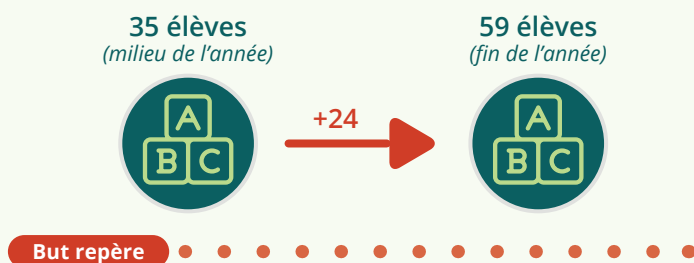 35 élèves
(milieu de l’année)
59 élèves
(fin de l’année)
+24
A
B C
A
B C
But repère